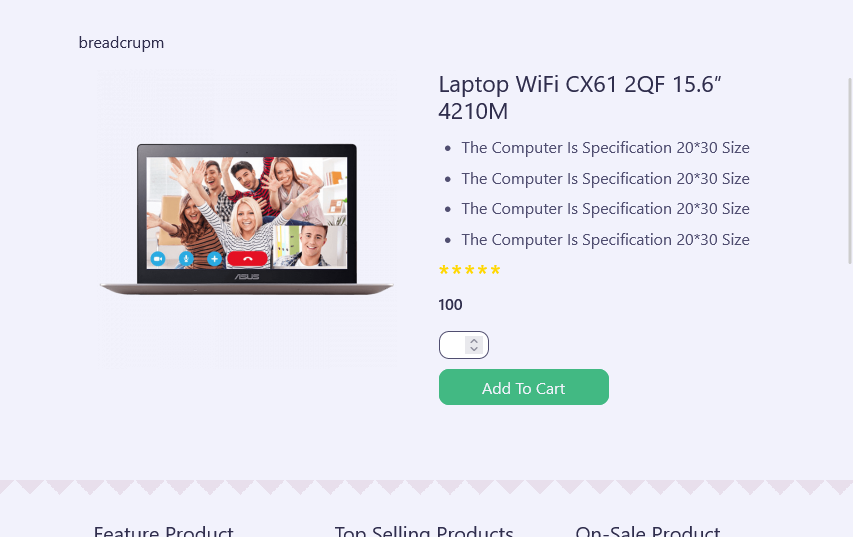 breadcrupm
Laptop WiFi CX61 2QF 15.6″
4210M
The Computer Is Specification 20*30 Size
The Computer Is Specification 20*30 Size
The Computer Is Specification 20*30 Size
The Computer Is Specification 20*30 Size
ASUS
100
Add To Cart
Feature Product
Top Selling Products
On-Sale Product